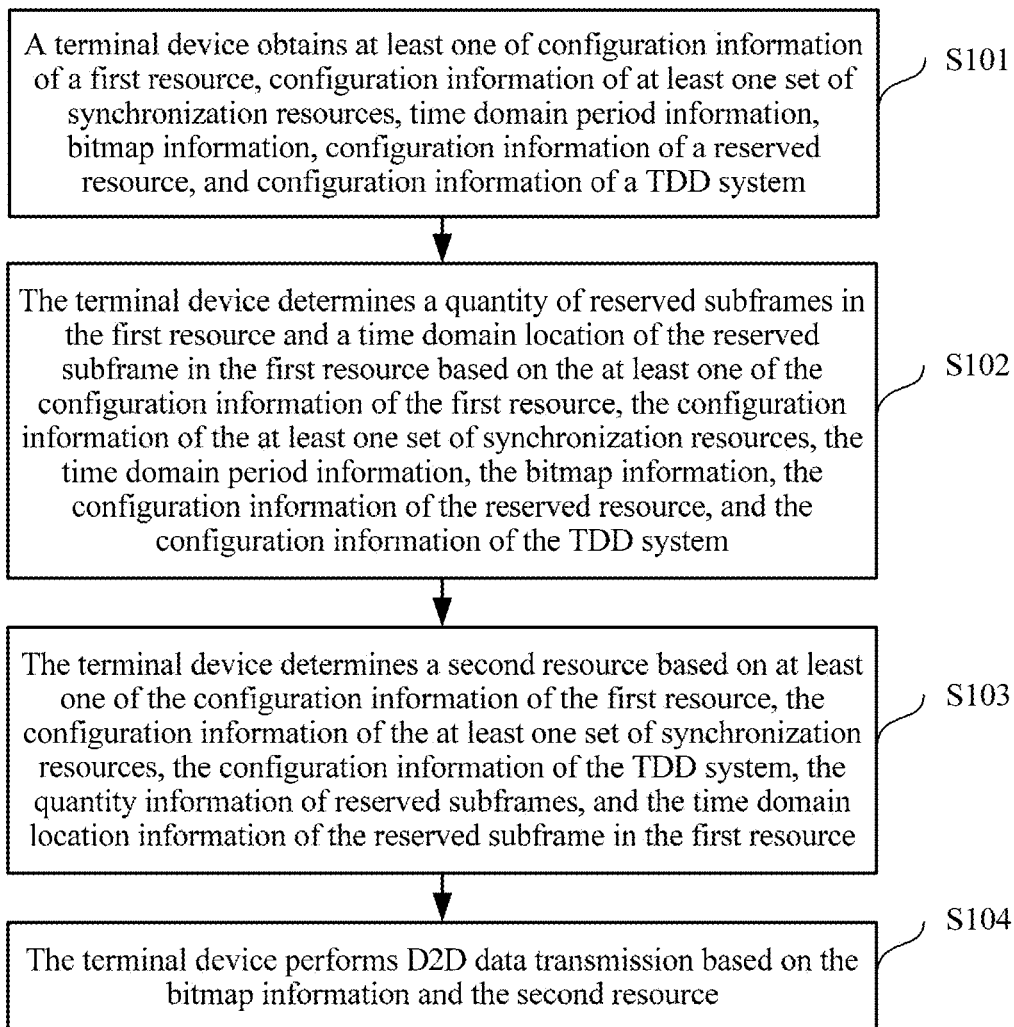 A terminal device obtains at least one of configuration information
of a first resource, configuration information of at least one set of
synchronization resources, time domain period information,
bitmap information, configuration information of a reserved
resource, and configuration information of a TDD system
S101
The terminal device determines a quantity of reserved subframes in
the first resource and a time domain location of the reserved
subframe in the first resource based on the at least one of the
configuration information of the first resource, the configuration
information of the at least one set of synchronization resources, the
time domain period information, the bitmap information, the
configuration information of the reserved resource, and the
configuration information of the TDD system
S102
The terminal device determines a second resource based on at least
one of the configuration information of the first resource, the
configuration information of the at least one set of synchronization
resources, the configuration information of the TDD system, the
quantity information of reserved subframes, and the time domain
location information of the reserved subframe in the first resource
S103
The terminal device performs D2D data transmission based on the
bitmap information and the second resource
S104